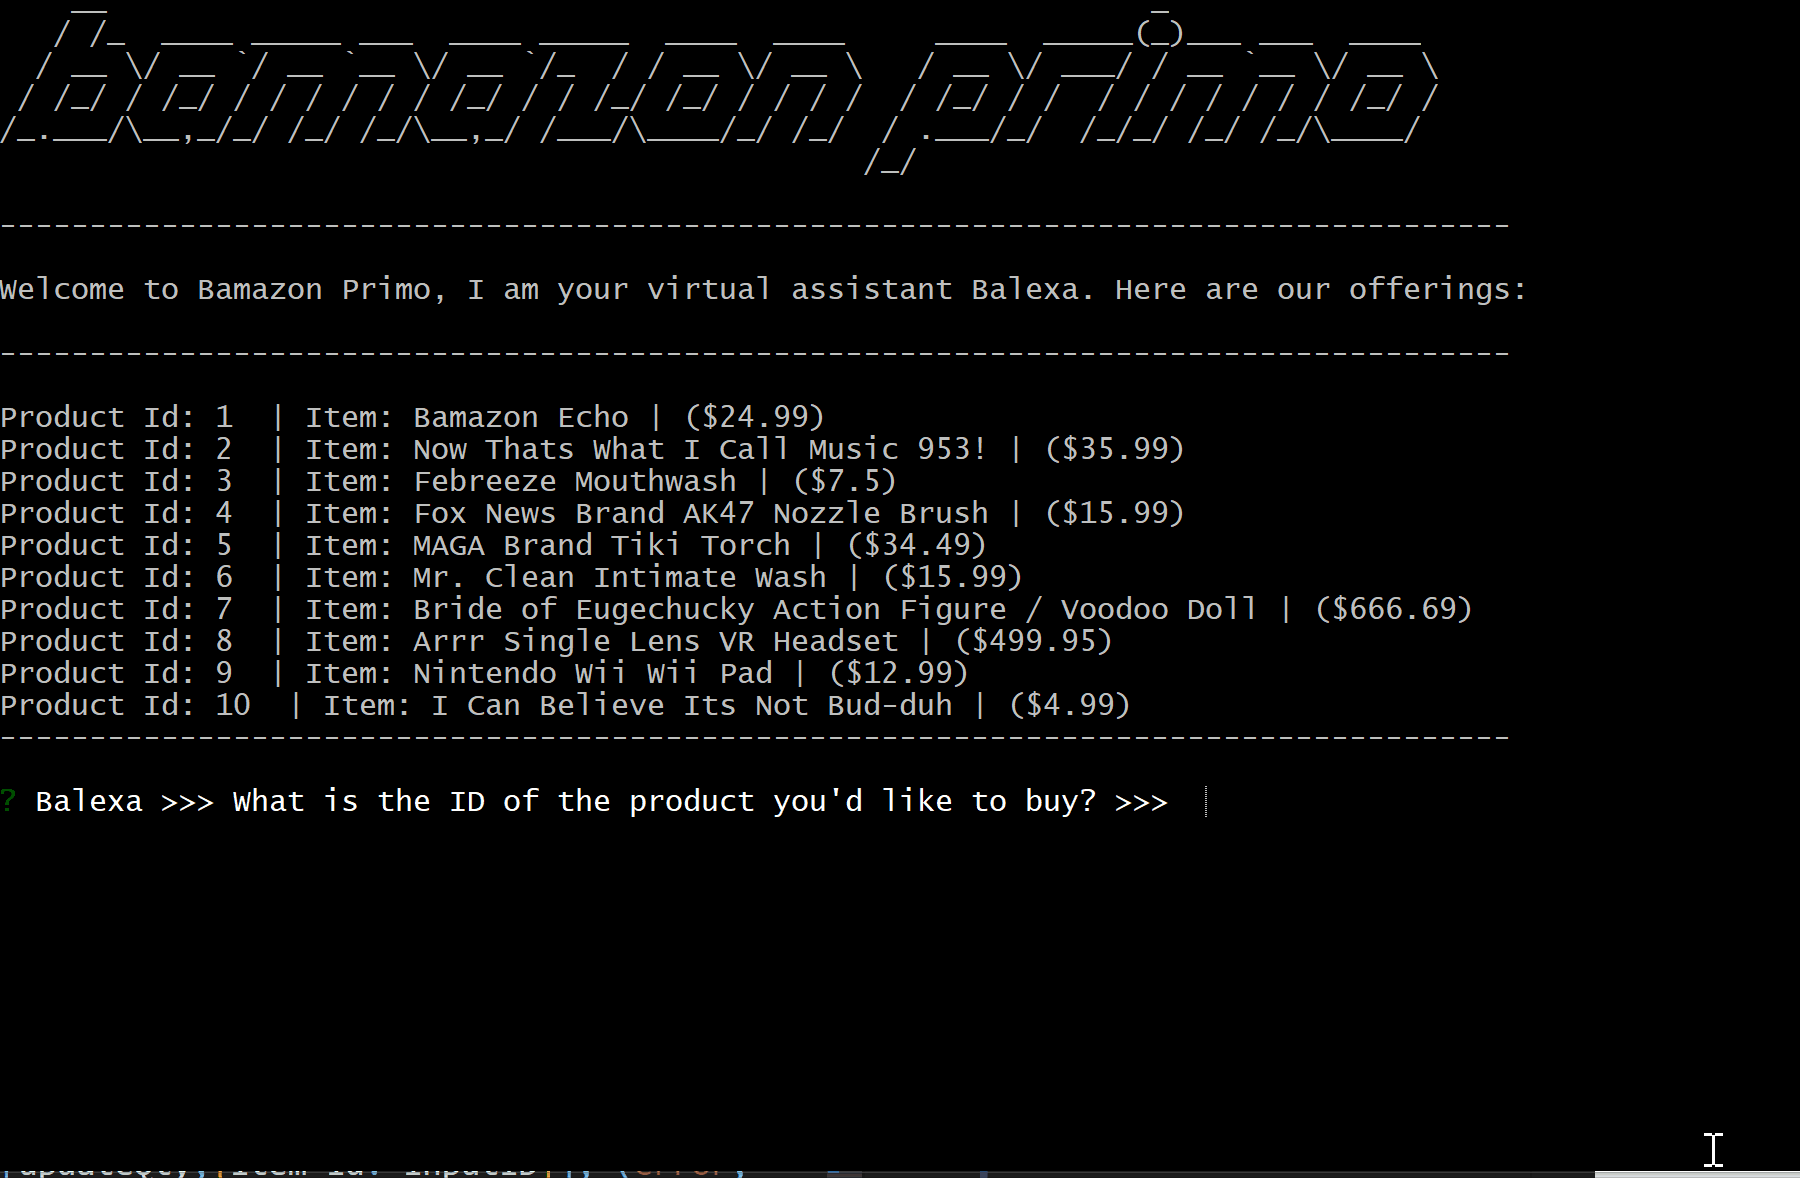 bamazon primo
--------------------------------------------------------------------------------
Welcome to Bamazon Primo, I am your virtual assistant Balexa. Here are our offerings:
--------------------------------------------------------------------------------
Product Id: 1  | Item: Bamazon Echo | ($24.99)
Product Id: 2  | Item: Now Thats What I Call Music 953! | ($35.99)
Product Id: 3  | Item: Febreeze Mouthwash | ($7.5)
Product Id: 4  | Item: Fox News Brand AK47 Nozzle Brush | ($15.99)
Product Id: 5  | Item: MAGA Brand Tiki Torch | ($34.49)
Product Id: 6  | Item: Mr. Clean Intimate Wash | ($15.99)
Product Id: 7  | Item: Bride of Eugechucky Action Figure / Voodoo Doll | ($666.69)
Product Id: 8  | Item: Arrr Single Lens VR Headset | ($499.95)
Product Id: 9  | Item: Nintendo Wii Wii Pad | ($12.99)
Product Id: 10  | Item: I Can Believe Its Not Bud-duh | ($4.99)
--------------------------------------------------------------------------------
? Balexa >>> What is the ID of the product you'd like to buy? >>>